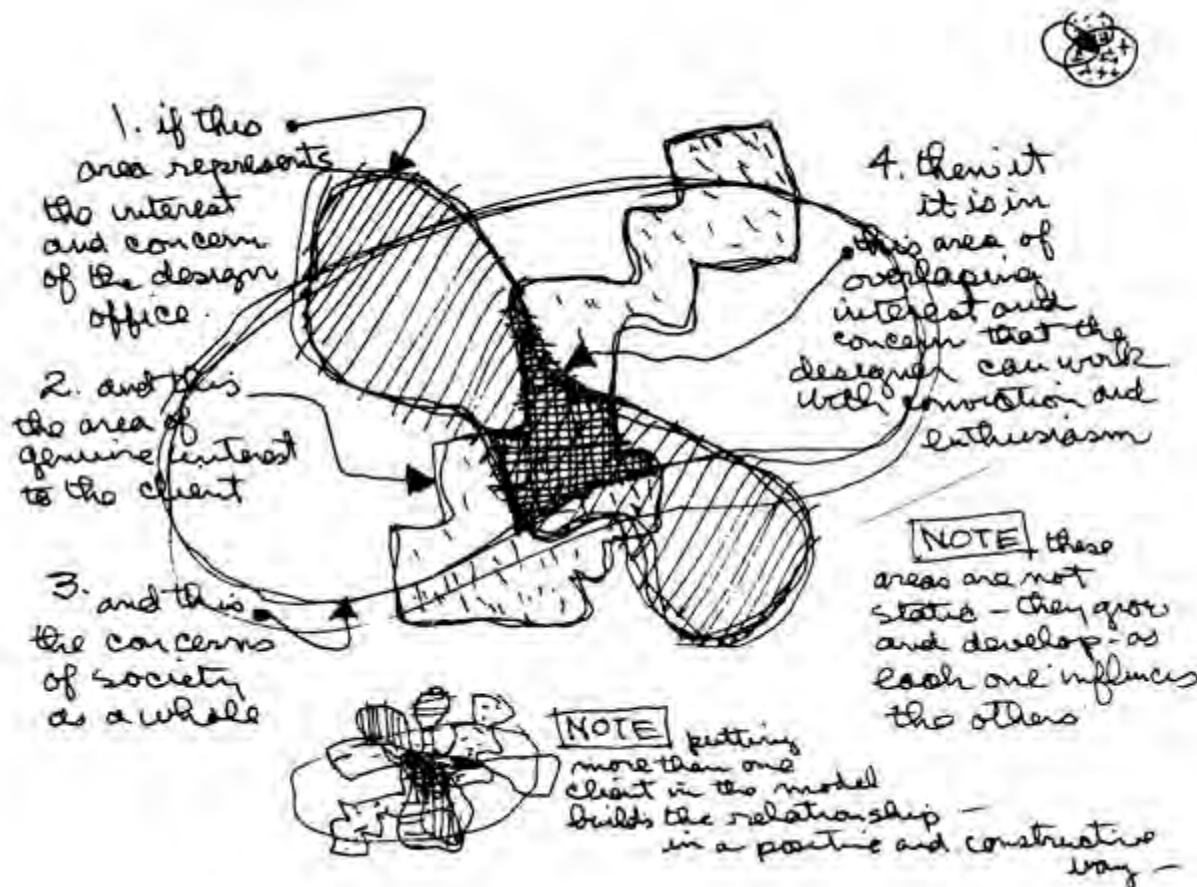 1. if this
area represents
the interest
and concern
of the design
office.
2. and this
the area of
genuine interest
to the client
3. and this
the concerns
of society
as a whole
4. then it
it is in
this area of
overlaping
interest and
concern that the
designer can work
with conviction and
enthusiasm
NOTE these
areas are not
static – they grow
and develop – as
each one influences
the others
NOTE putting
more than one
client in the model
builds the relationship –
in a positive and constructive
way –